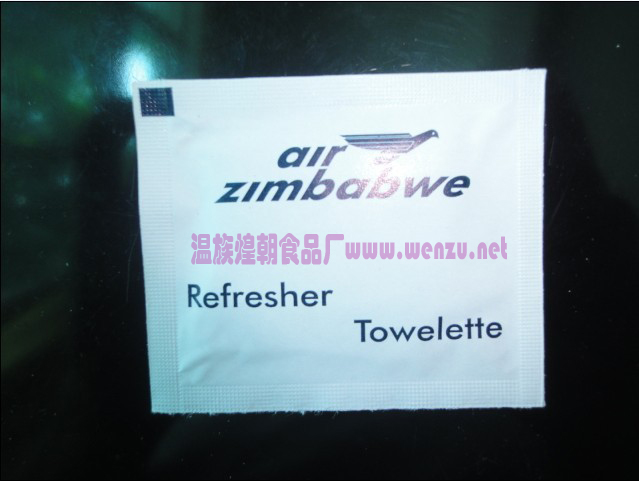 air
zimbabwe
温族煌朝食品厂www.wenzu.net
Refresher
Towelette